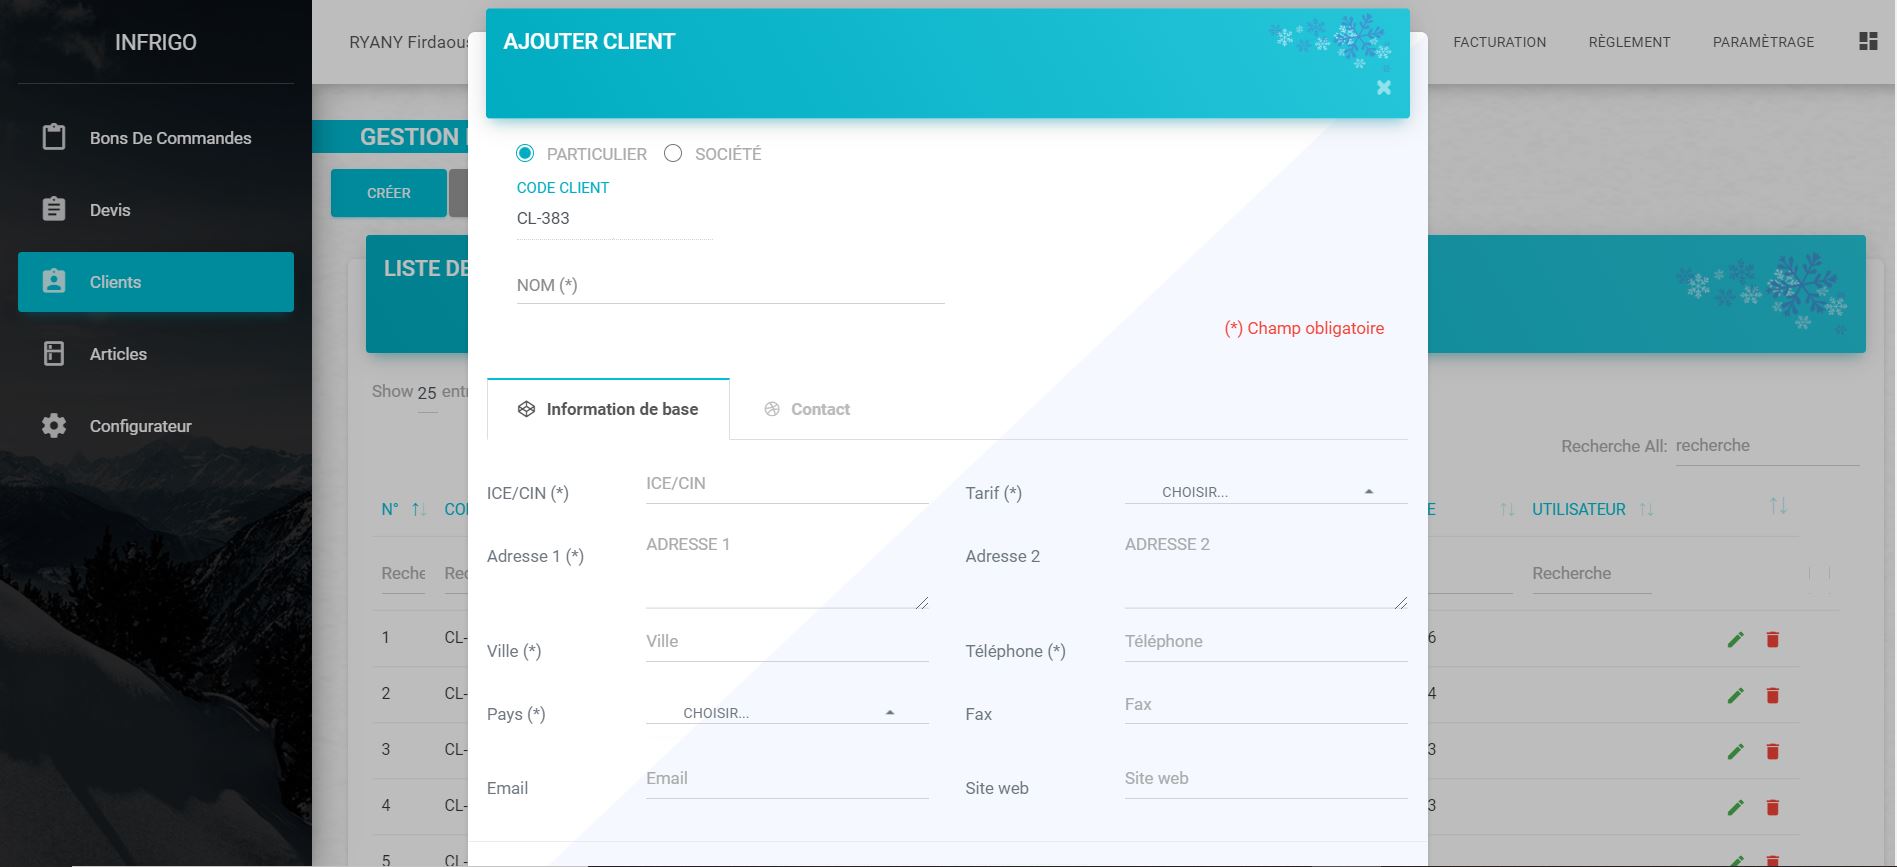 INFRIGO
Bons De Commandes
Devis
Clients
Articles
Configurateur
RYANY Firdaous
FACTURATION RÈGLEMENT PARAMÈTRAGE
GESTION
CRÉER
LISTE DE
Show 25
Recherche All: recherche
N°
UTILISATEUR
Recherche
1 CL-
2 CL-
3 CL-
4 CL-
5 CL-
6
4
3
3
AJOUTER CLIENT
PARTICULIER SOCIÉTÉ
CODE CLIENT
CL-383
NOM (*)
(*) Champ obligatoire
Information de base Contact
ICE/CIN (*) ICE/CIN Tarif (*) CHOISIR...
Adresse 1 (*) ADRESSE 1 Adresse 2 ADRESSE 2
Ville (*) Ville Téléphone (*) Téléphone
Pays (*) CHOISIR... Fax Fax
Email Email Site web Site web